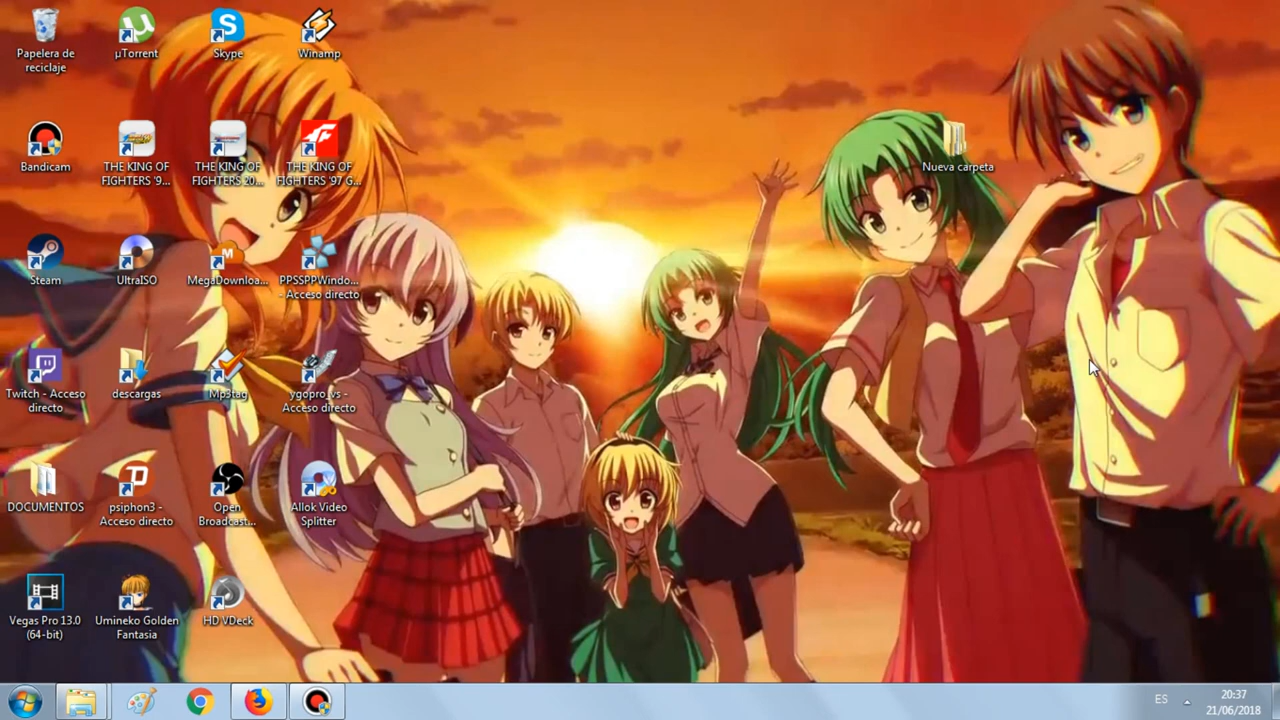 Papelera de
reciclaje
µTorrent
Skype
Winamp
Bandicam
THE KING OF
FIGHTERS '9...
THE KING OF
FIGHTERS 20...
THE KING OF
FIGHTERS '97 G...
Nueva carpeta
Steam
UltraISO
MegaDownloa...
PPSSPPWindo...
- Acceso directo
Twitch - Acceso
directo
descargas
Mp3tag
ygopro_vs -
Acceso directo
DOCUMENTOS
psiphon3 -
Acceso directo
Open
Broadcast...
Allok Video
Splitter
Vegas Pro 13.0
(64-bit)
Umineko Golden
Fantasia
HD VDeck
ES
20:37
21/06/2018